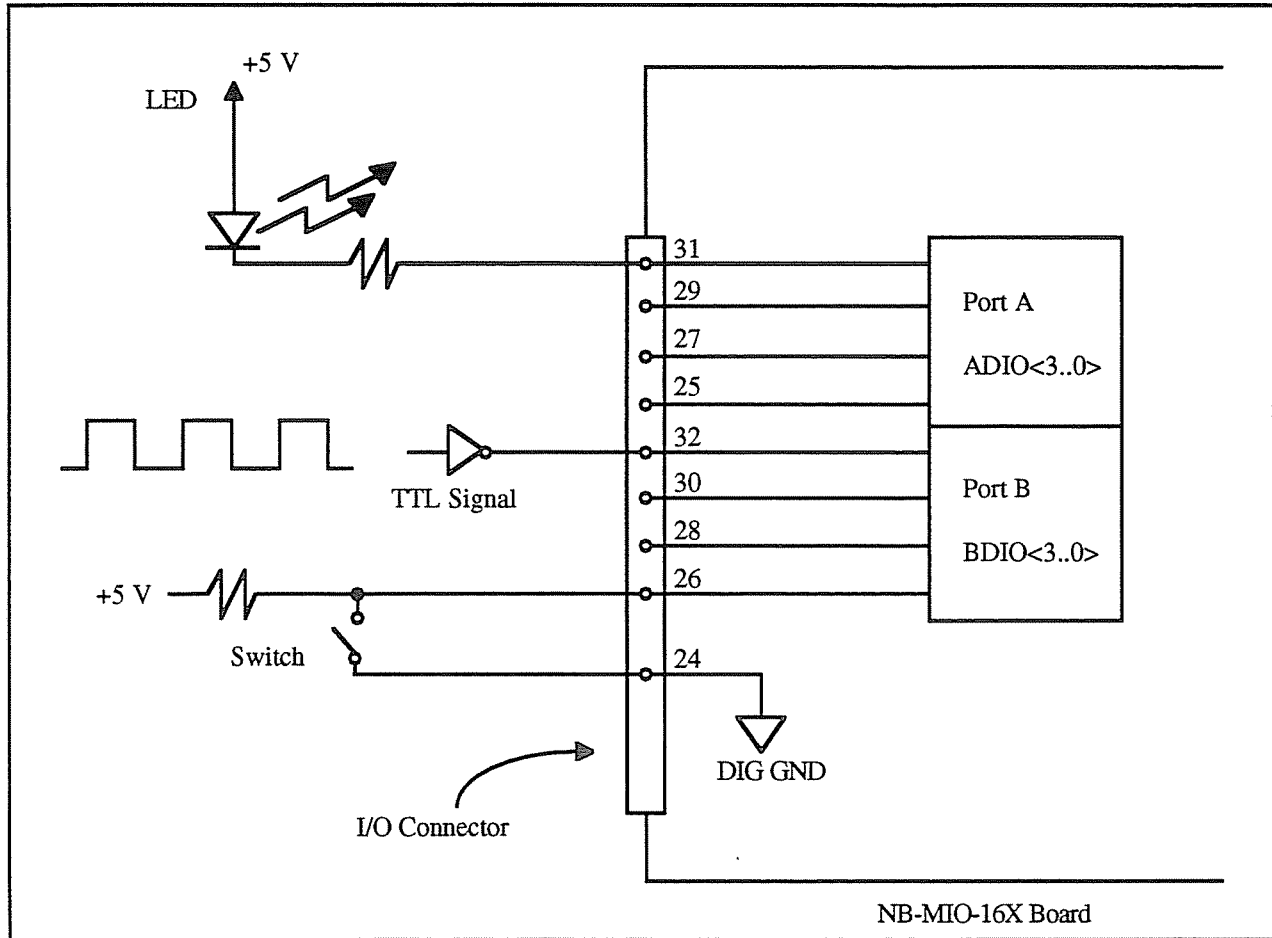 +5 V
LED
31
29
Port A
27
ADIO<3..0>
25
32
TTL Signal
30
Port B
28
BDIO<3..0>
26
+5 V
Switch
24
DIG GND
I/O Connector
NB-MIO-16X Board